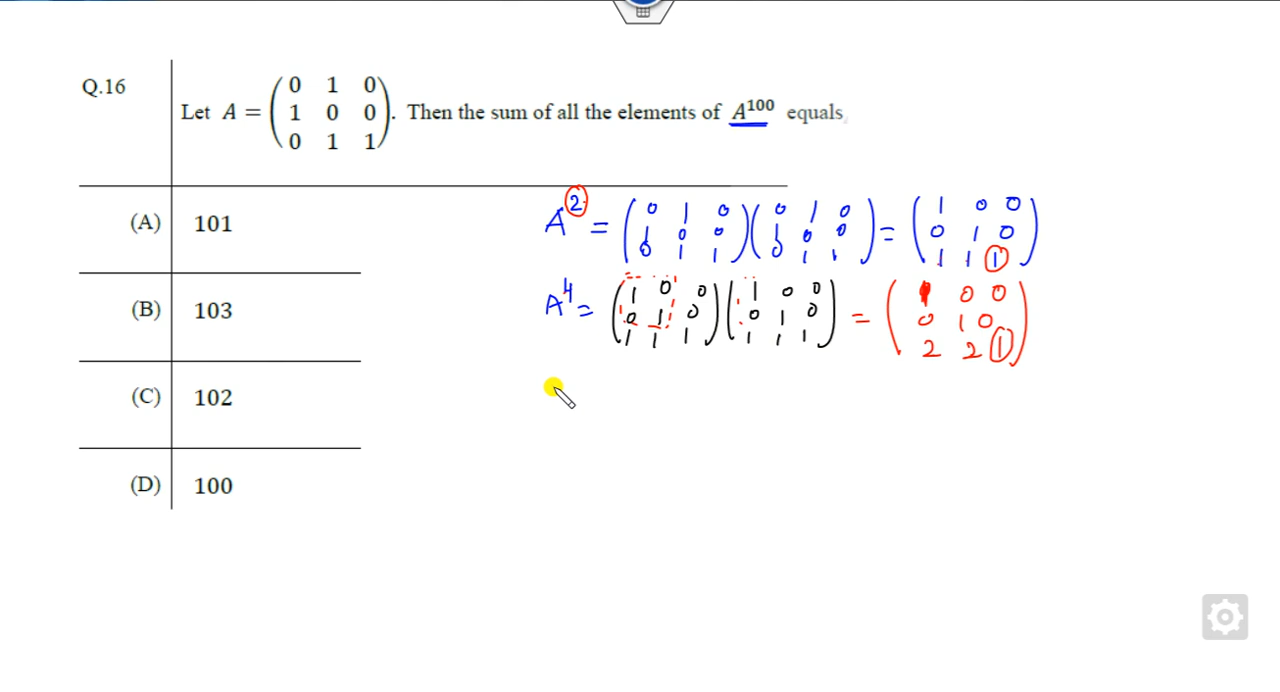 Q.16
Let A = ( 0 1 0
1 0 0
0 1 1 ). Then the sum of all the elements of A^100 equals
(A) 101
(B) 103
(C) 102
(D) 100
A^2 = ( 0 1 0
1 0 0
0 1 1 ) ( 0 1 0
1 0 0
0 1 1 ) = ( 1 0 0
0 1 0
1 1 1 )
A^4 = ( 1 0 0
0 1 0
1 1 1 ) ( 1 0 0
0 1 0
1 1 1 ) = ( 1 0 0
0 1 0
2 2 1 )